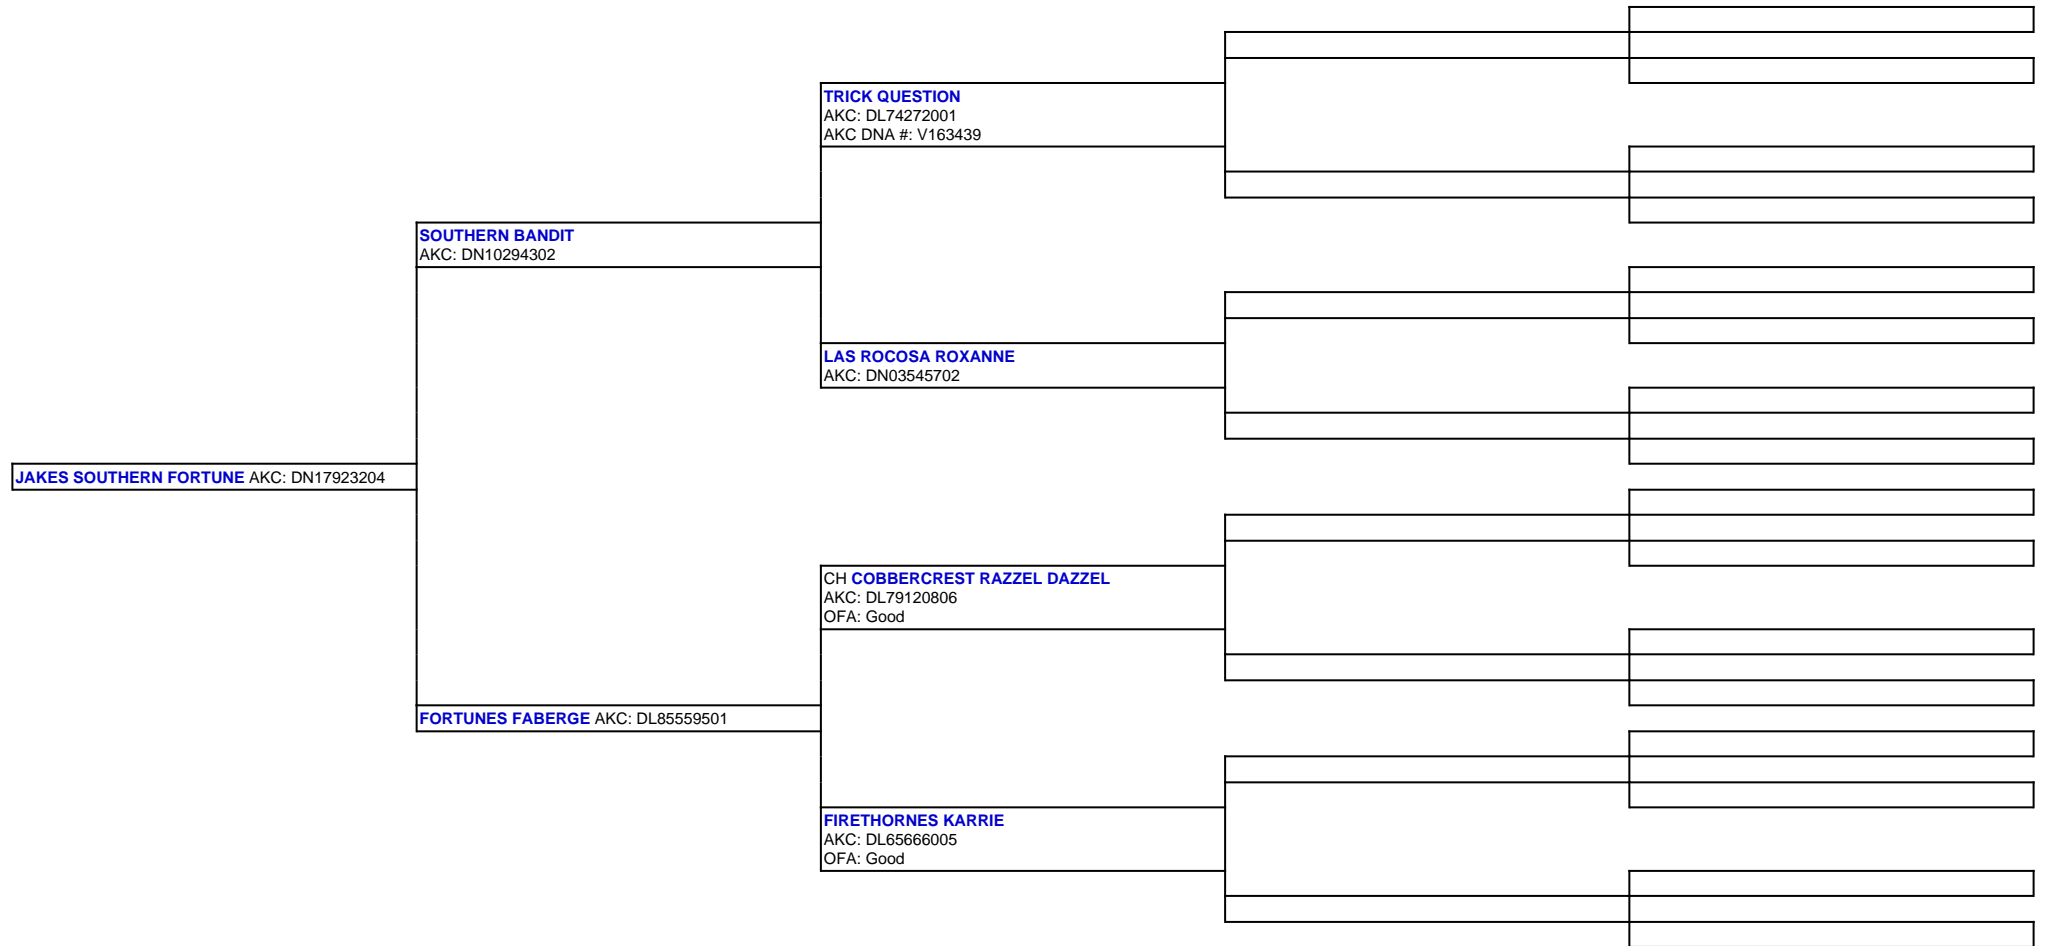 TRICK QUESTION
AKC: DL74272001
AKC DNA #: V163439
SOUTHERN BANDIT
AKC: DN10294302
LAS ROCOSA ROXANNE
AKC: DN03545702
JAKES SOUTHERN FORTUNE AKC: DN17923204
CH COBBERCREST RAZZEL DAZZEL
AKC: DL79120806
OFA: Good
FORTUNES FABERGE AKC: DL85559501
FIRETHORNES KARRIE
AKC: DL65666005
OFA: Good